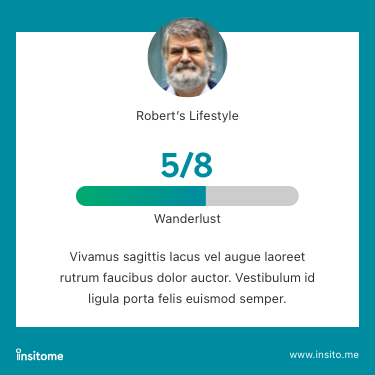 Robert's Lifestyle
5/8
Wanderlust
Vivamus sagittis lacus vel augue laoreet
rutrum faucibus dolor auctor. Vestibulum id
ligula porta felis euismod semper.
insitome
www.insito.me